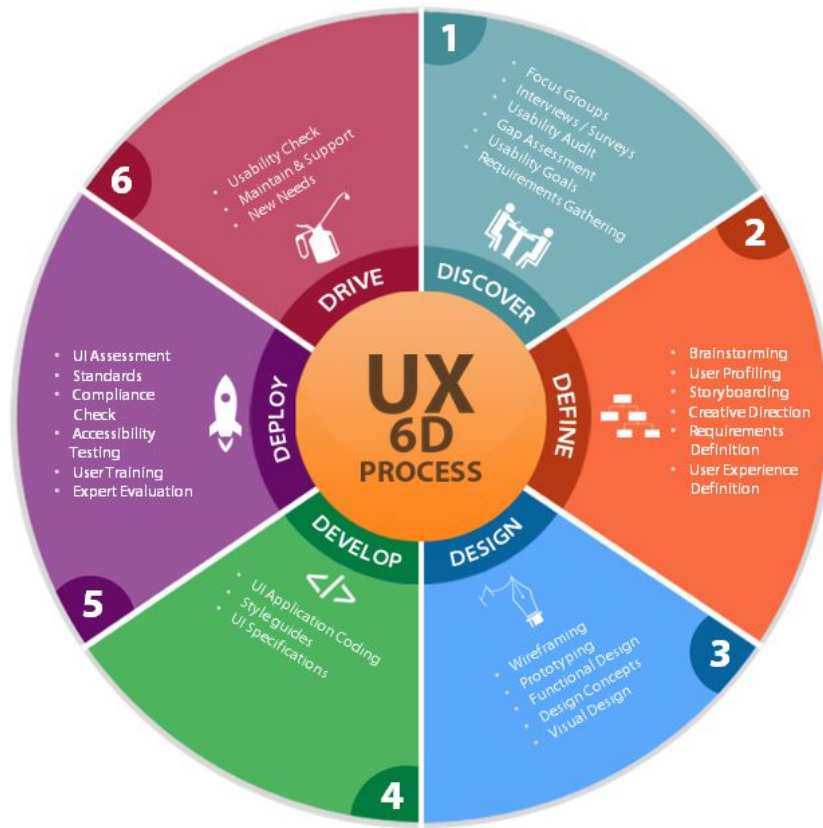 UX
6D
PROCESS
1
DISCOVER
• Focus Groups
• Interviews / Surveys
• Usability Audit
• Gap Assessment
• Usability Goals
• Requirements Gathering
2
DEFINE
• Brainstorming
• User Profiling
• Storyboarding
• Creative Direction
• Requirements
Definition
• User Experience
Definition
3
DESIGN
• Wireframing
• Prototyping
• Functional Design
• Design Concepts
• Visual Design
4
DEVELOP
</>
• UI Application Coding
• Style guides
• UI Specifications
5
DEPLOY
• UI Assessment
• Standards
• Compliance
Check
• Accessibility
Testing
• User Training
• Expert Evaluation
6
DRIVE
• Usability Check
• Maintain & Support
• New Needs